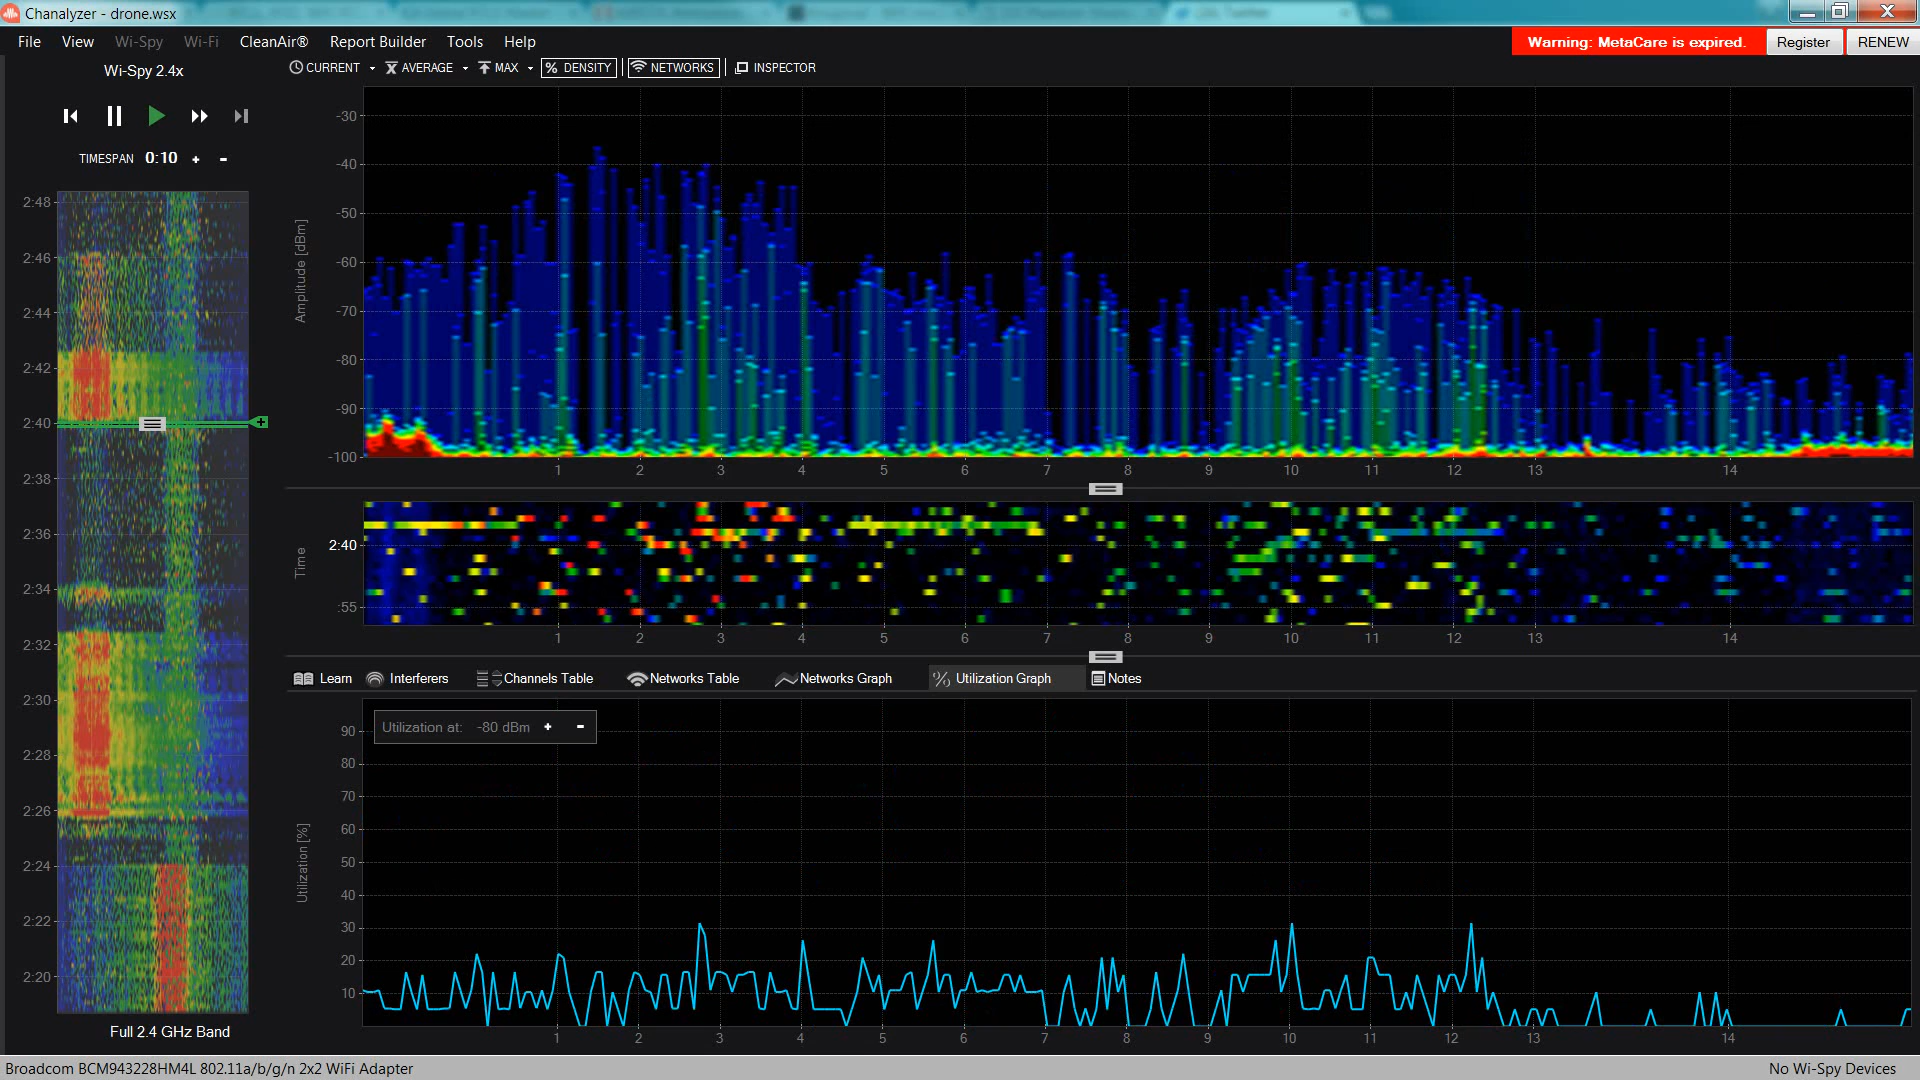 Chanalyzer - drone.wsx
File View Wi-Spy Wi-Fi CleanAir® Report Builder Tools Help
Warning: MetaCare is expired. Register RENEW
Wi-Spy 2.4x
CURRENT AVERAGE MAX % DENSITY NETWORKS INSPECTOR
TIMESPAN 0:10 + -
2:48
2:46
2:44
2:42
2:40
2:38
2:36
2:34
2:32
2:30
2:28
2:26
2:24
2:22
2:20
Full 2.4 GHz Band
Amplitude [dBm]
-30
-40
-50
-60
-70
-80
-90
-100
1 2 3 4 5 6 7 8 9 10 11 12 13 14
Time
2:40
:55
1 2 3 4 5 6 7 8 9 10 11 12 13 14
Learn Interferers Channels Table Networks Table Networks Graph % Utilization Graph Notes
Utilization at: -80 dBm + -
Utilization [%]
90
80
70
60
50
40
30
20
10
1 2 3 4 5 6 7 8 9 10 11 12 13 14
Broadcom BCM943228HM4L 802.11a/b/g/n 2x2 WiFi Adapter
No Wi-Spy Devices